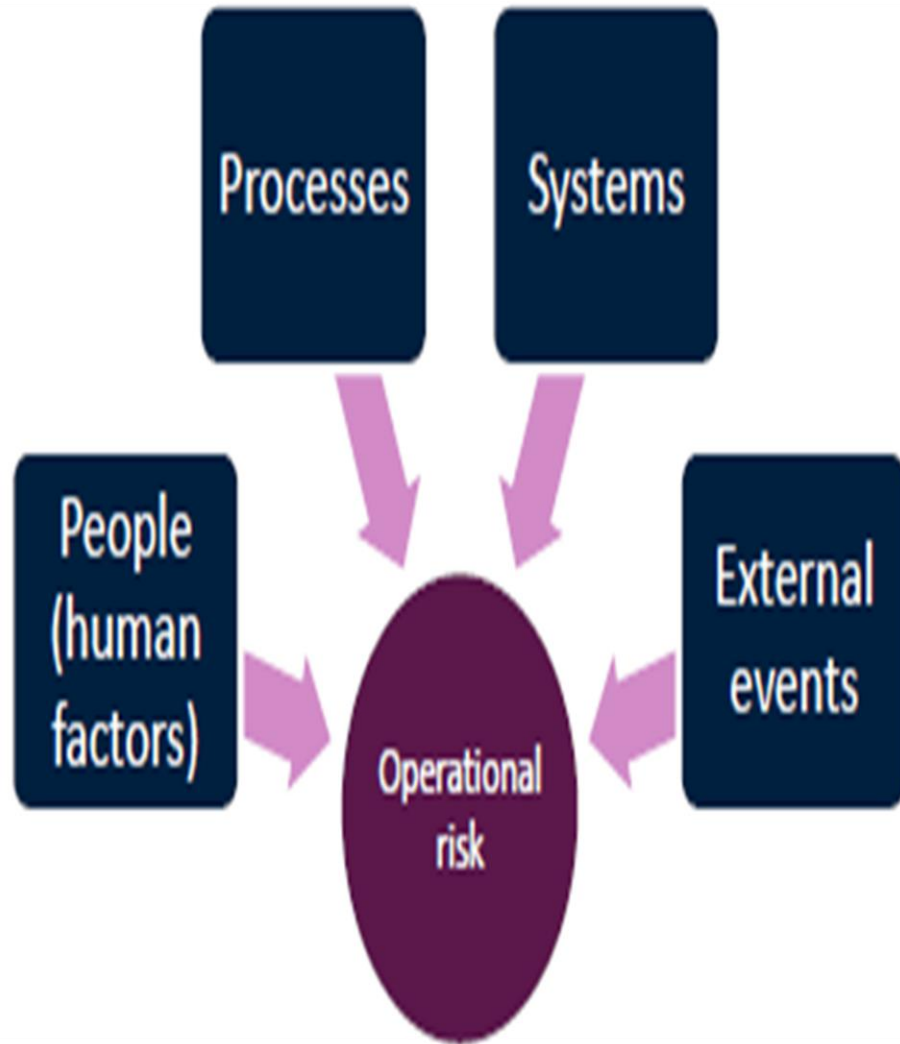 Processes
Systems
People
(human
factors)
External
events
Operational
risk